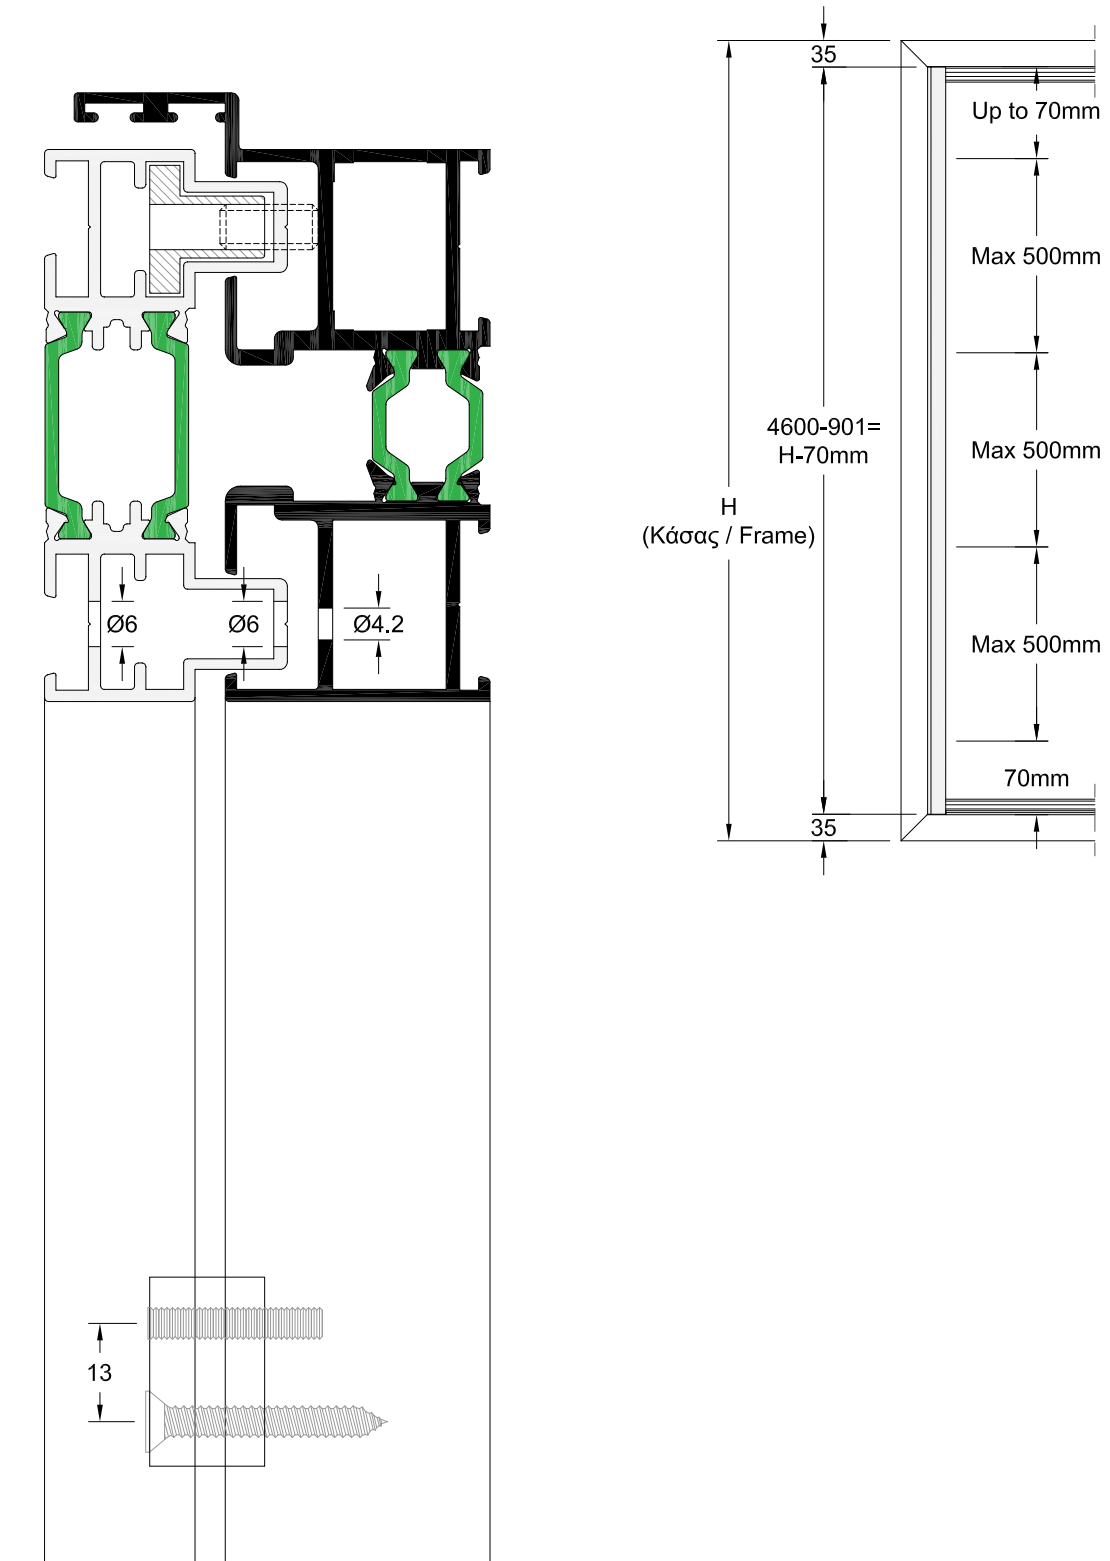 35
Up to 70mm
Max 500mm
4600-901=
H-70mm
Max 500mm
H
(Κάσας / Frame)
Ø6
Ø6
Ø4.2
Max 500mm
70mm
35
13